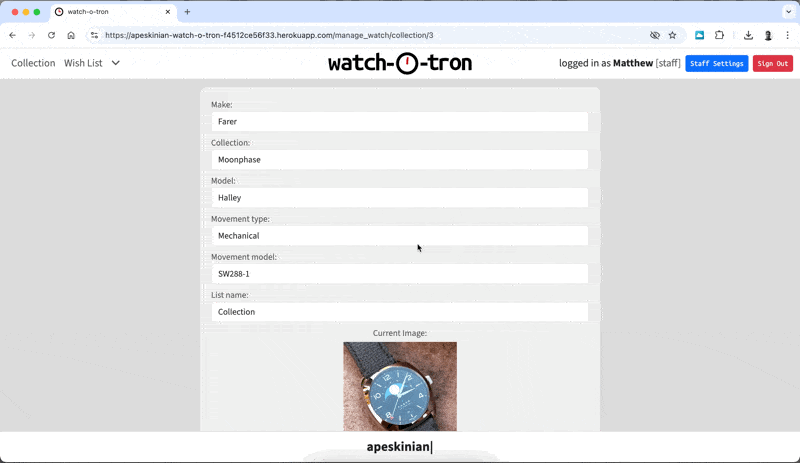 watch-o-tron
https://apeskinian-watch-o-tron-f4512ce56f33.herokuapp.com/manage_watch/collection/3
Collection Wish List
watch-o-tron
logged in as Matthew [staff] Staff Settings Sign Out
Make:
Farer
Collection:
Moonphase
Model:
Halley
Movement type:
Mechanical
Movement model:
SW288-1
List name:
Collection
Current Image:
apeskinian|